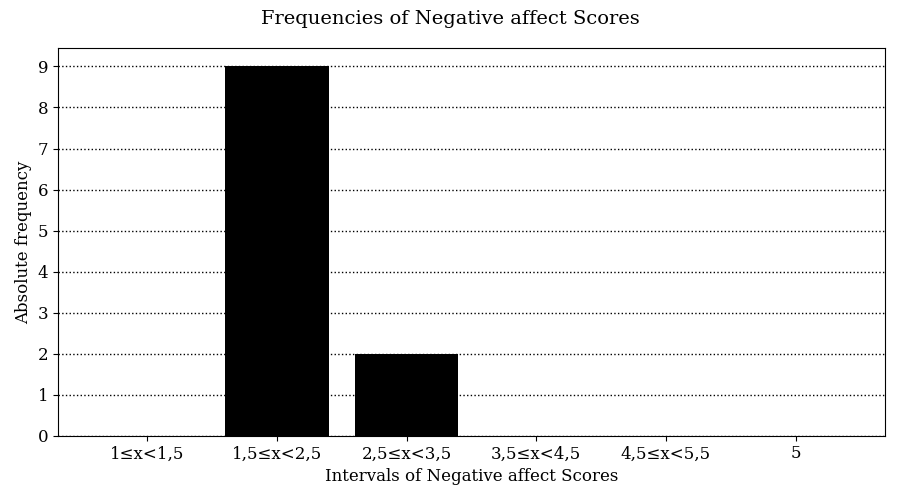 Frequencies of Negative affect Scores
Absolute frequency
9
8
7
6
5
4
3
2
1
0
1≤x<1,5 1,5≤x<2,5 2,5≤x<3,5 3,5≤x<4,5 4,5≤x<5,5 5
Intervals of Negative affect Scores